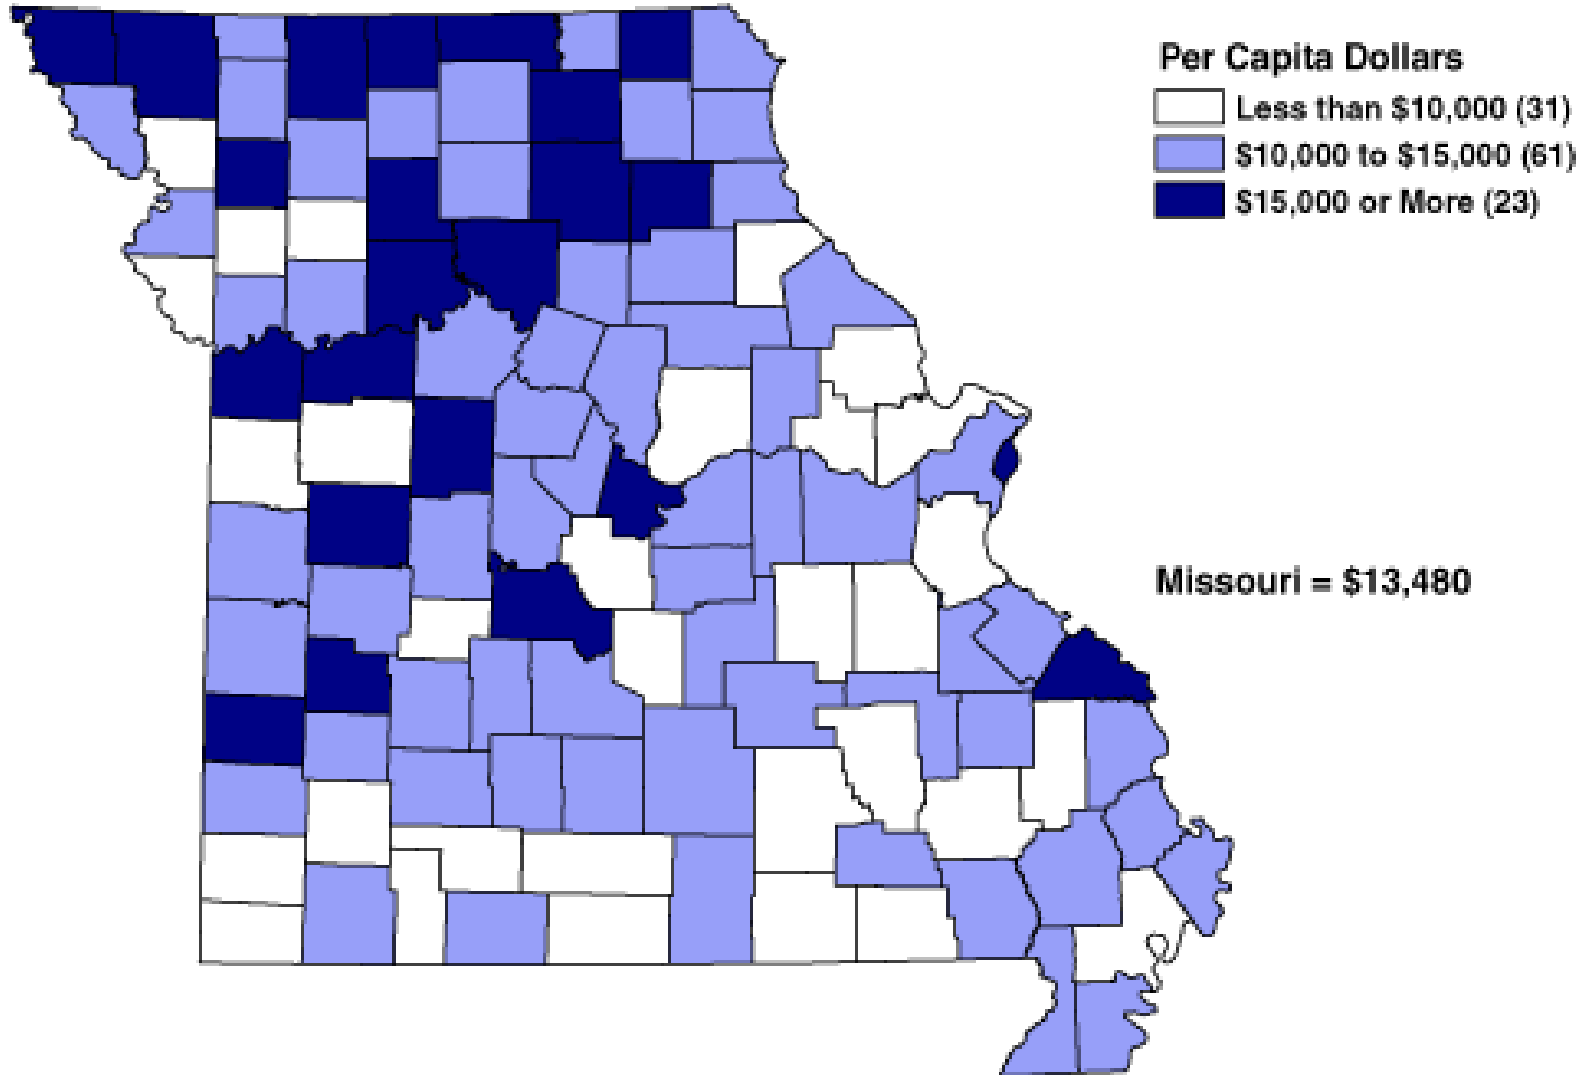 Per Capita Dollars
Less than $10,000 (31)
$10,000 to $15,000 (61)
$15,000 or More (23)
Missouri = $13,480